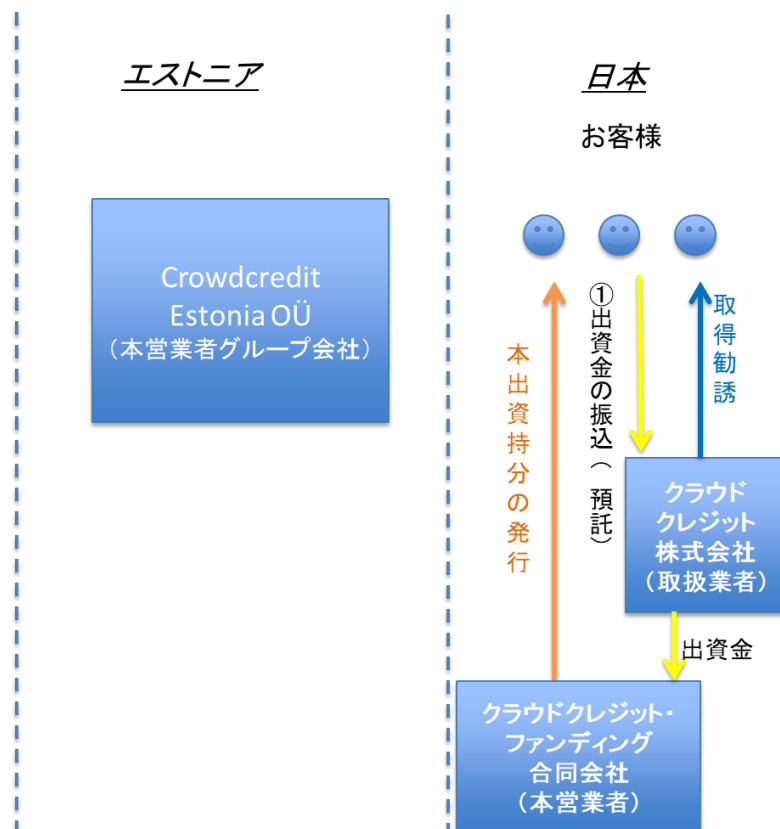 エストニア
日本
お客様
Crowdcredit
Estonia OÜ
（本営業者グループ会社）
本出資持分の発行
①出資金の振込（預託）
取得勧誘
クラウド
クレジット
株式会社
（取扱業者）
出資金
クラウドクレジット・
ファンディング
合同会社
（本営業者）